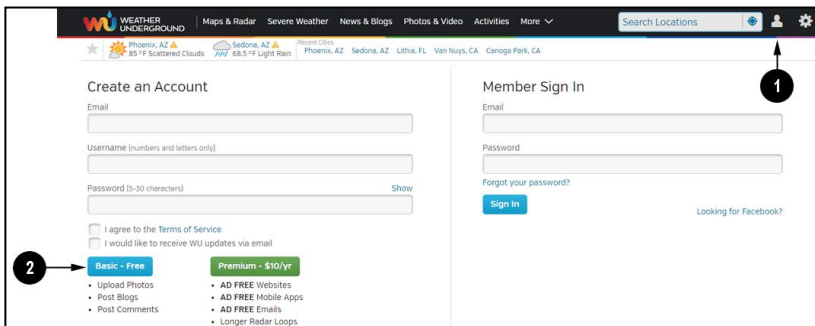 WEATHER
UNDERGROUND
Maps & Radar Severe Weather News & Blogs Photos & Video Activities More
Search Locations
Phoenix, AZ
85 °F Scattered Clouds
Sedona, AZ
68.5 °F Light Rain
Recent Cities
Phoenix, AZ Sedona, AZ Lithia, FL Van Nuys, CA Canoga Park, CA
1
Create an Account
Email
Username (numbers and letters only)
Password (5-30 characters) Show
I agree to the Terms of Service
I would like to receive WU updates via email
2
Basic - Free
• Upload Photos
• Post Blogs
• Post Comments
Premium - $10/yr
• AD FREE Websites
• AD FREE Mobile Apps
• AD FREE Emails
• Longer Radar Loops
Member Sign In
Email
Password
Forgot your password?
Sign In
Looking for Facebook?